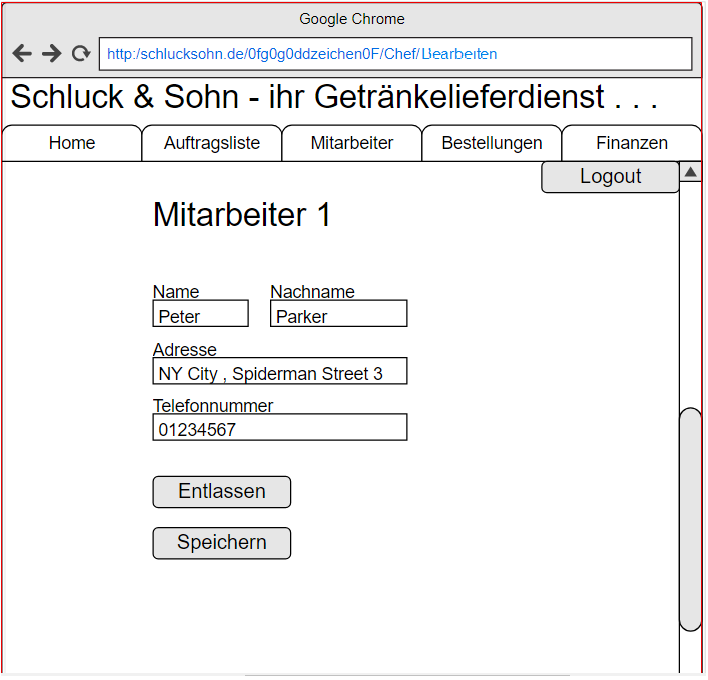 Google Chrome
http:/schlucksohn.de/0fg0g0ddzeichen0F/Chef/Bearbeiten
Schluck & Sohn - ihr Getränkelieferdienst . . .
Home Auftragsliste Mitarbeiter Bestellungen Finanzen
Logout
Mitarbeiter 1
Name Nachname
Peter Parker
Adresse
NY City , Spiderman Street 3
Telefonnummer
01234567
Entlassen
Speichern